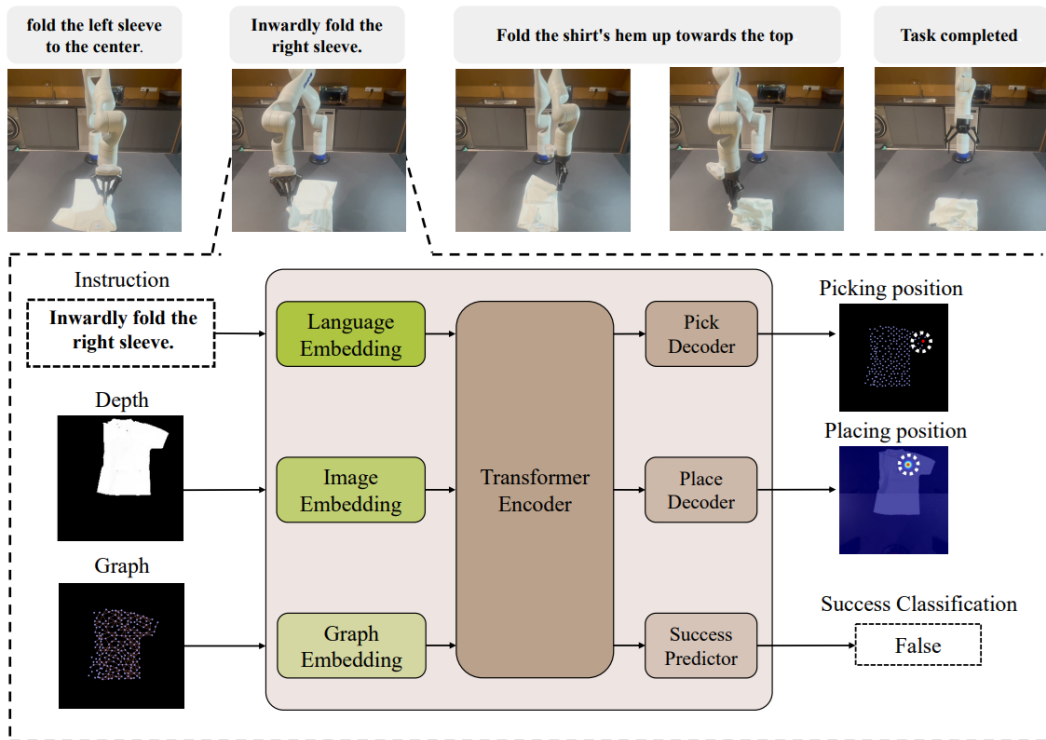 fold the left sleeve
to the center.
Inwardly fold the
right sleeve.
Fold the shirt's hem up towards the top
Task completed
Instruction
Inwardly fold the
right sleeve.
Depth
Graph
Language
Embedding
Image
Embedding
Graph
Embedding
Transformer
Encoder
Pick
Decoder
Place
Decoder
Success
Predictor
Picking position
Placing position
Success Classification
False